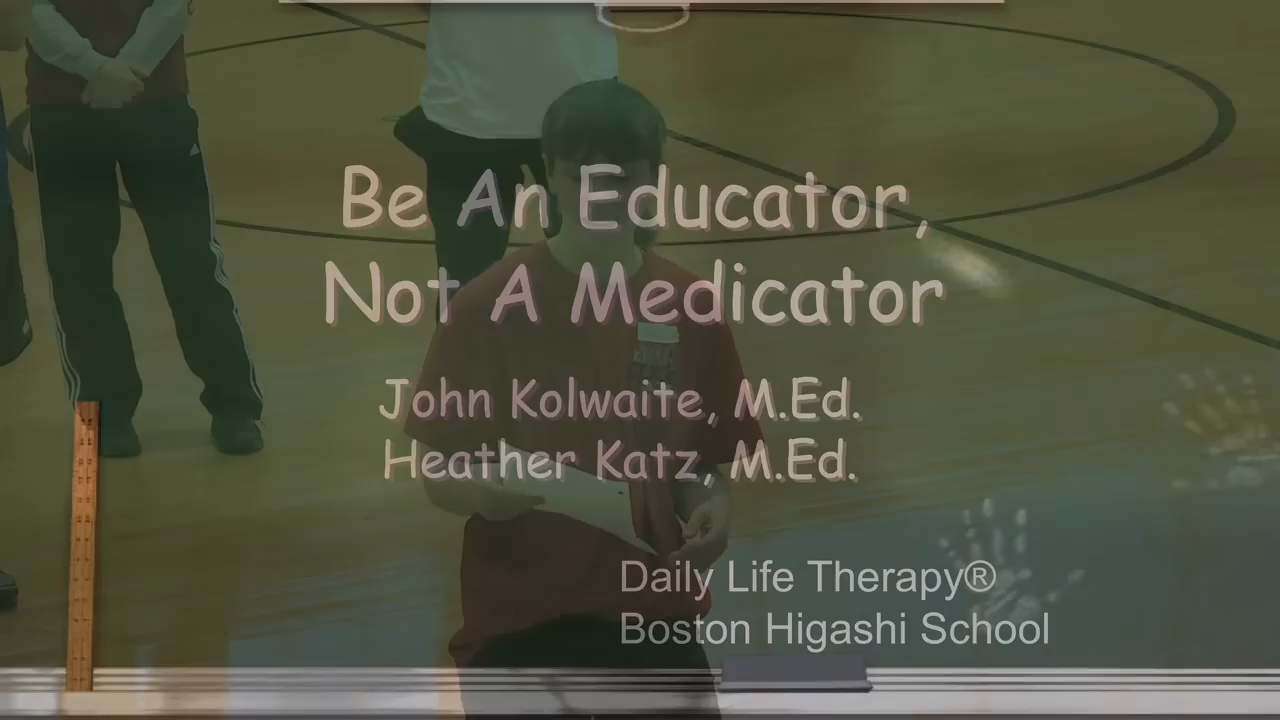 Be An Educator,
Not A Medicator
John Kolwaite, M.Ed.
Heather Katz, M.Ed.
Daily Life Therapy®
Boston Higashi School